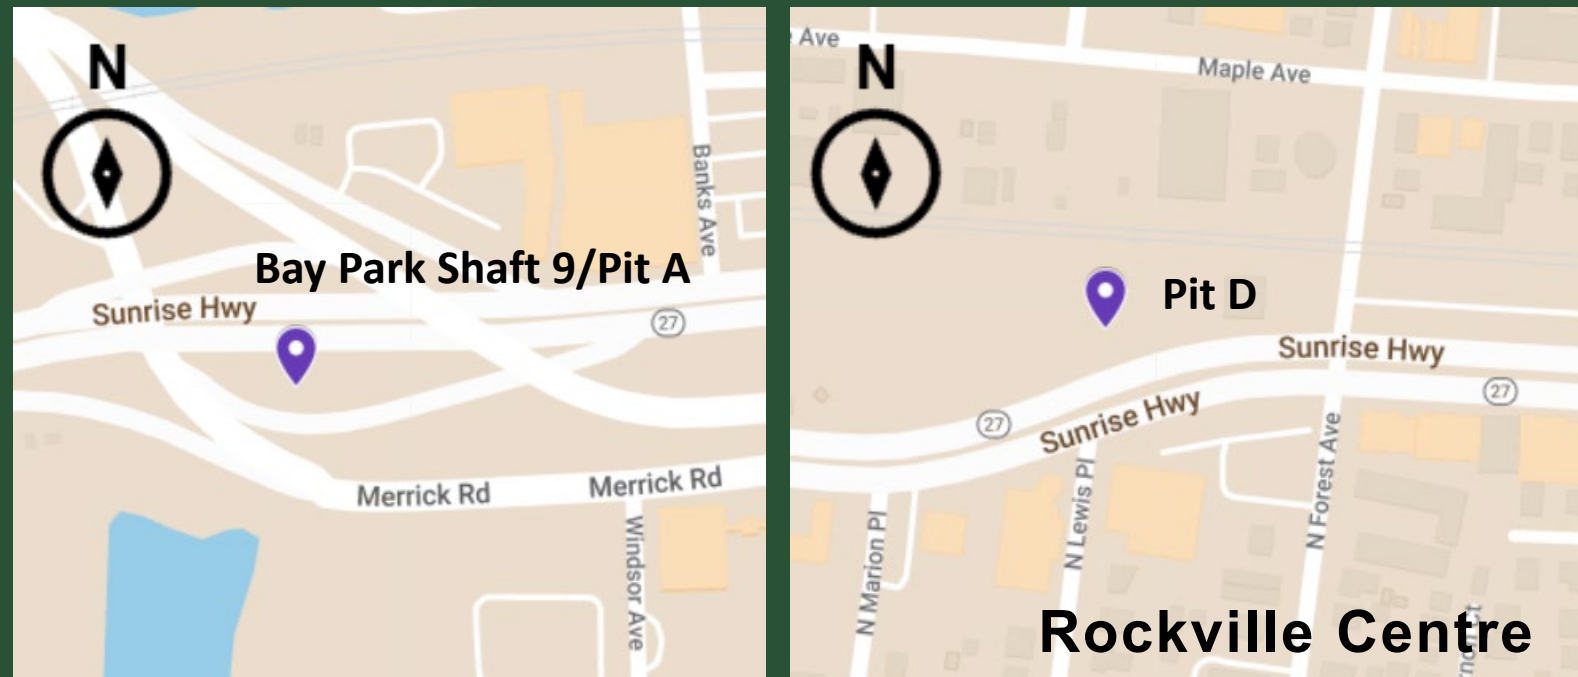 N
Banks Ave
Bay Park Shaft 9/Pit A
Sunrise Hwy
27
Merrick Rd
Merrick Rd
Windsor Ave
Ave
Maple Ave
N
Pit D
Sunrise Hwy
27
Sunrise Hwy
27
N Marion Pl
N Lewis Pl
N Forest Ave
Rockville Centre